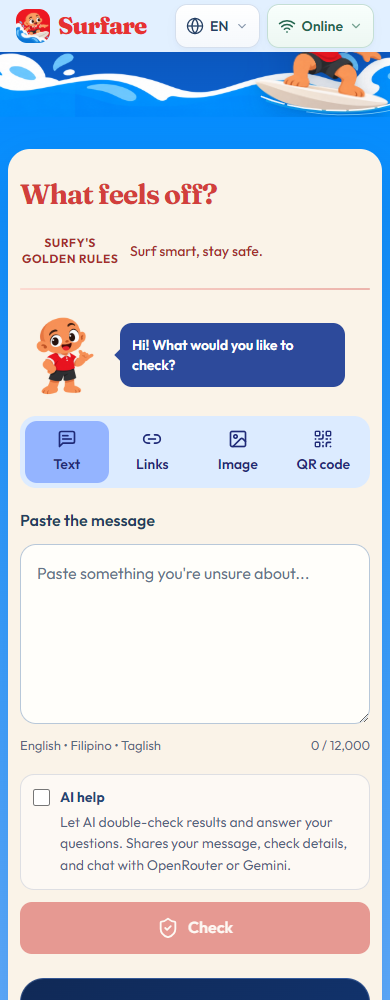 Surfare
EN
Online
What feels off?
SURFY'S
GOLDEN RULES
Surf smart, stay safe.
Hi! What would you like to
check?
Text
Links
Image
QR code
Paste the message
Paste something you're unsure about...
English • Filipino • Taglish
0 / 12,000
AI help
Let AI double-check results and answer your
questions. Shares your message, check details,
and chat with OpenRouter or Gemini.
Check